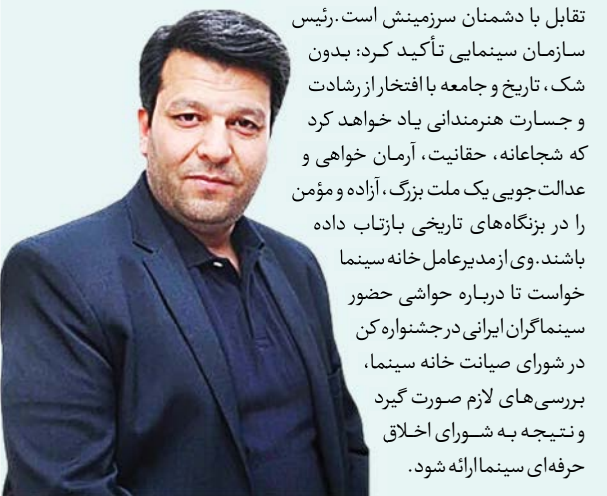 تقابل با دشمنان سرزمینش است.رئیس
سازمان سینمایی تأکید کرد: بدون
شک، تاریخ و جامعه با افتخار از رشادت
و جسارت هنرمندانی یاد خواهد کرد
که شجاعانه، حقانیت، آرمان خواهی و
عدالت‌جویی یک ملت بزرگ، آزاده و مؤمن
را در بزنگاه‌های تاریخی بازتاب داده
باشند.وی از مدیرعامل خانه سینما
خواست تا درباره حواشی حضور
سینماگران ایرانی در جشنواره کن
در شورای صیانت خانه سینما،
بررسی‌های لازم صورت گیرد
و نتیجه به شورای اخلاق
حرفه‌ای سینما ارائه شود.